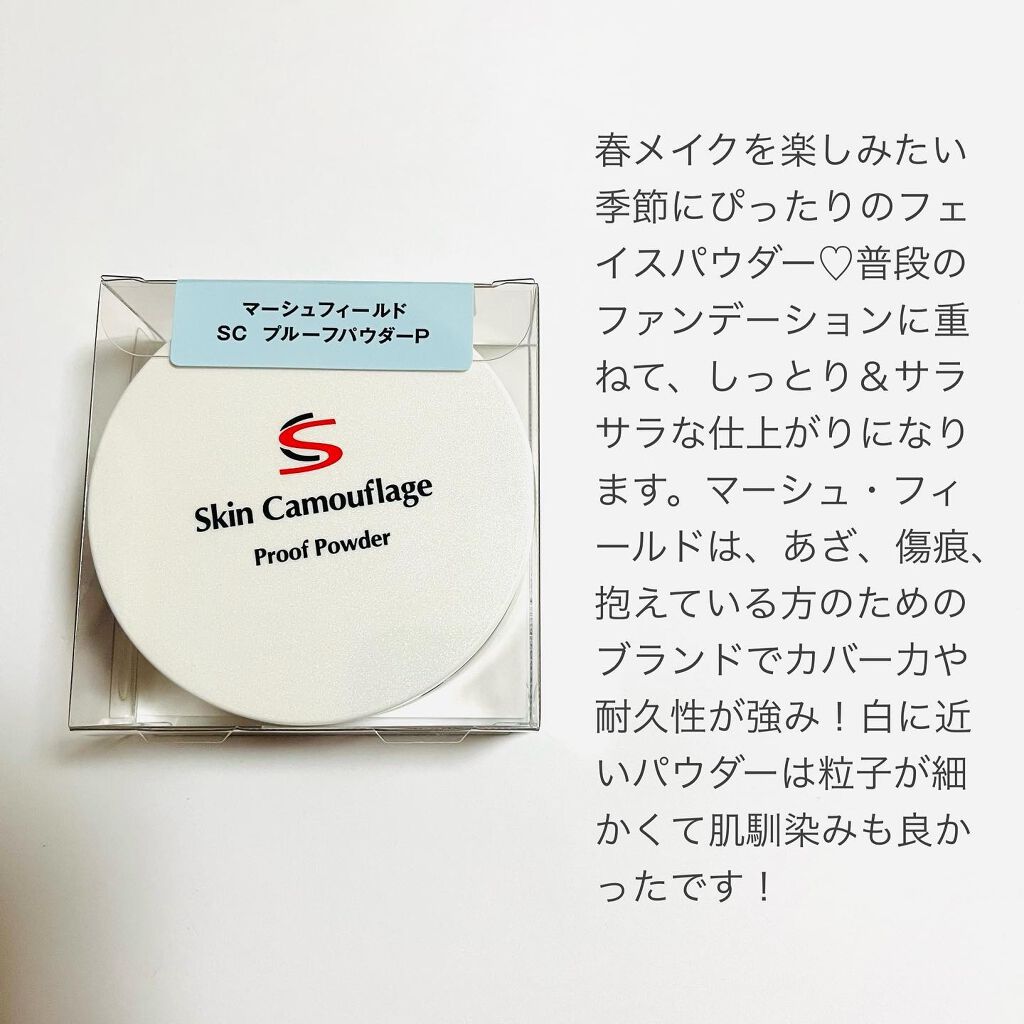 マーシュフィールド
SC プルーフパウダーP
Skin Camouflage
Proof Powder
春メイクを楽しみたい
季節にぴったりのフェ
イスパウダー♡普段の
ファンデーションに重
ねて、しっとり＆サラ
サラな仕上がりになり
ます。マーシュ・フィ
ールドは、あざ、傷痕、
抱えている方のための
ブランドでカバー力や
耐久性が強み！白に近
いパウダーは粒子が細
かくて肌馴染みも良か
ったです！